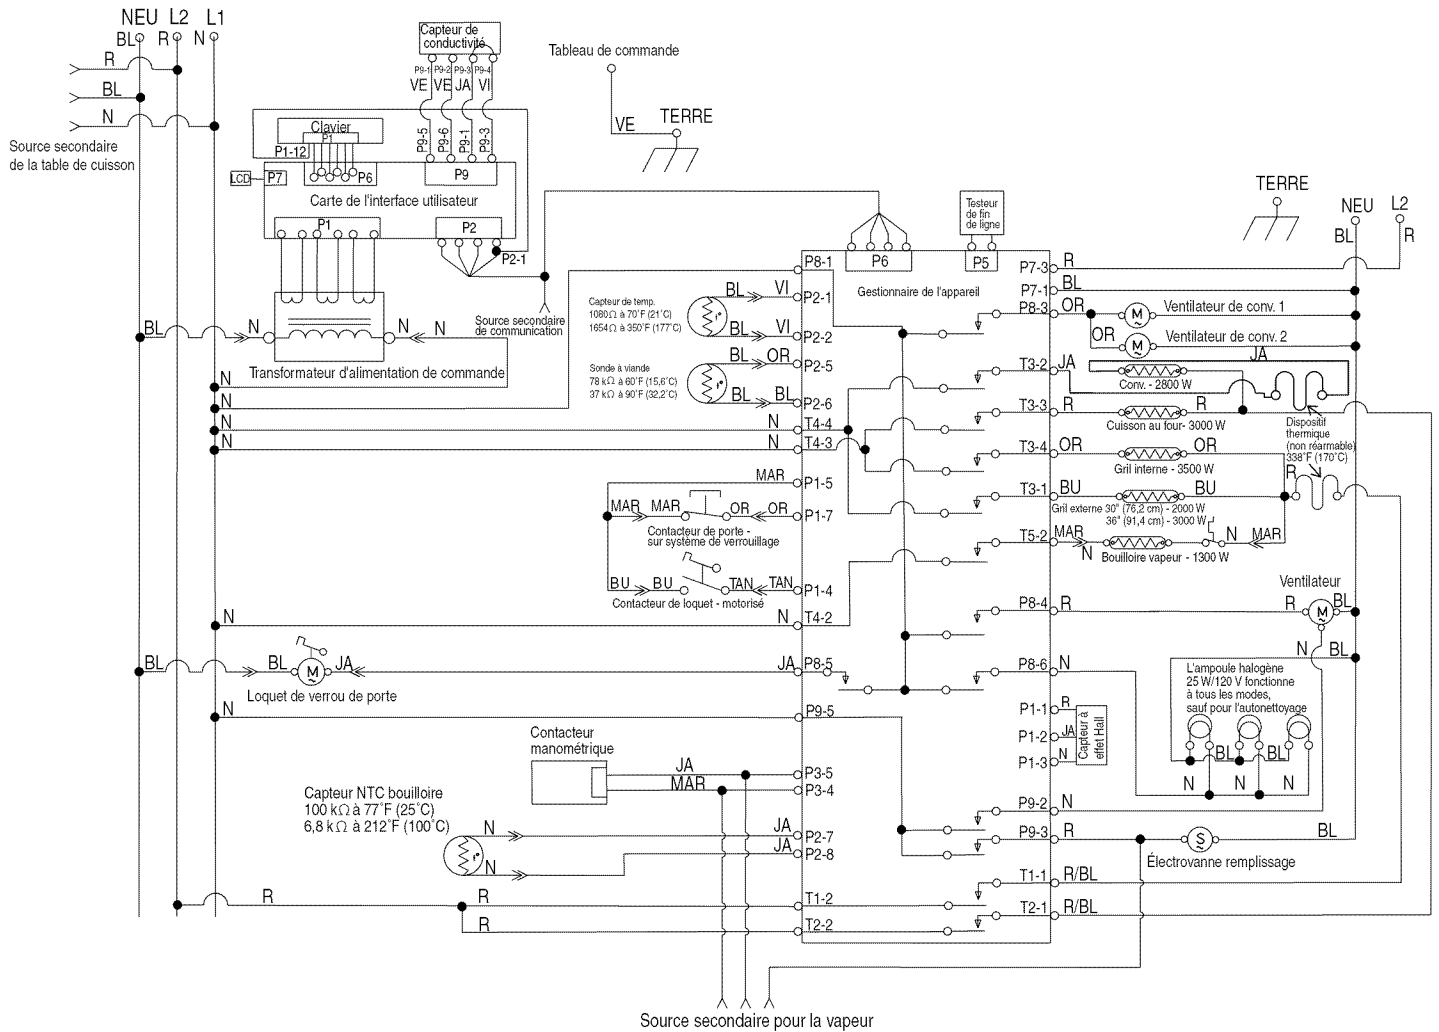 NEU L2 L1
BL R N
R
BL
N
Source secondaire
de la table de cuisson
Capteur de
conductivité
P9-1 P9-2 P9-3 P9-4
VE VE JA VI
P9-5 P9-6 P9-1 P9-3
Clavier
P1
P1-12
LCD P7 P6 P9
Carte de l'interface utilisateur
P1 P2
P2-1
Tableau de commande
VE
TERRE
Source secondaire
de communication
BL N N N
Transformateur d'alimentation de commande
N
N
N
N
Capteur de temp.
1080Ω à 70˚F (21˚C)
1654Ω à 350˚F (177˚C)
BL VI
t˚
BL VI
Sonde à viande
78 kΩ à 60˚F (15,6˚C)
37 kΩ à 90˚F (32,2˚C)
BL OR
t˚
BL BL
N
N
MAR
MAR MAR OR OR
Contacteur de porte -
sur système de verrouillage
BU BU TAN TAN
Contacteur de loquet - motorisé
N N
BL BL M JA JA
Loquet de verrou de porte
N
Contacteur
manométrique
JA
MAR
Capteur NTC bouilloire
100 kΩ à 77˚F (25˚C)
6,8 kΩ à 212˚F (100˚C)
N JA
t˚
N JA
R R
R
Source secondaire pour la vapeur
Testeur
de fin
de ligne
P6 P5
Gestionnaire de l'appareil
P8-1
P2-1
P2-2
P2-5
P2-6
T4-4
T4-3
P1-5
P1-7
P1-4
T4-2
P8-5
P9-5
P3-5
P3-4
P2-7
P2-8
T1-2
T2-2
P7-3 R
P7-1 BL
P8-3 OR
T3-2 JA
T3-3 R
T3-4 OR
T3-1 BU
T5-2 MAR
P8-4 R
P8-6 N
P1-1 R
P1-2 JA
P1-3 N
Capteur à
effet Hall
P9-2 N
P9-3 R
T1-1 R/BL
T2-1 R/BL
TERRE
NEU L2
BL R
M Ventilateur de conv. 1
OR M Ventilateur de conv. 2
JA
Conv. - 2800 W
R
Cuisson au four- 3000 W
Dispositif
thermique
(non réarmable)
338˚F (170˚C)
OR
Gril interne - 3500 W
R
BU
Gril externe 30" (76,2 cm) - 2000 W
36" (91,4 cm) - 3000 W
N N MAR
Bouilloire vapeur - 1300 W
Ventilateur
R M BL
N BL
L'ampoule halogène
25 W/120 V fonctionne
à tous les modes,
sauf pour l'autonettoyage
BL BL
N N N
S BL
Électrovanne remplissage